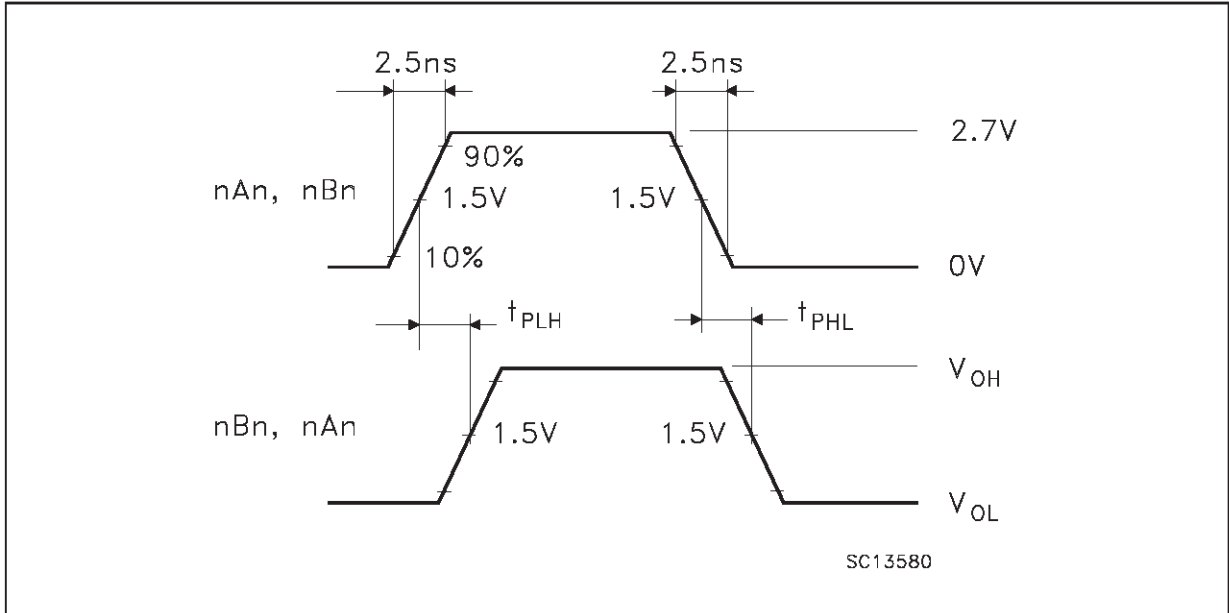 2.5ns 2.5ns
2.7V
90%
nAn, nBn 1.5V 1.5V
10% 0V
tPLH tPHL
VOH
nBn, nAn 1.5V 1.5V
VOL
SC13580